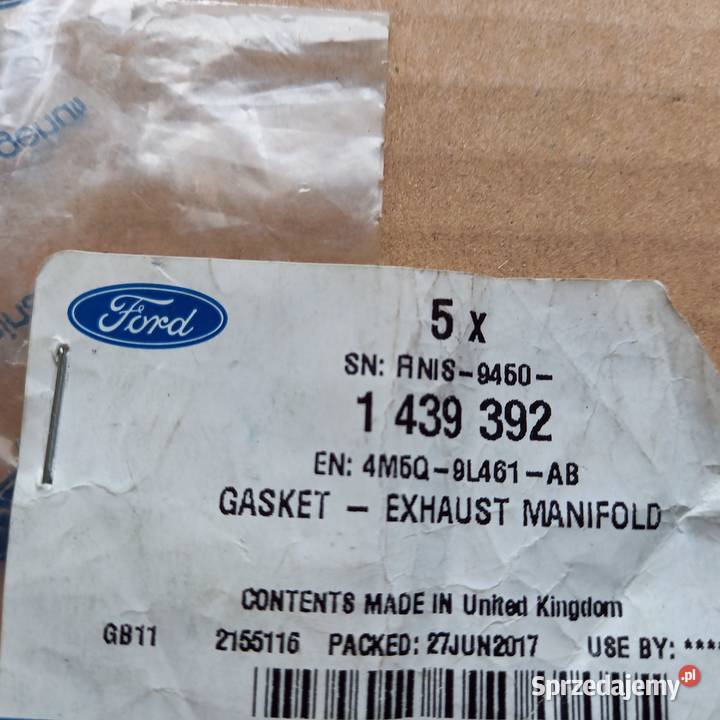 Ford
5 X
SN: FINIS-9450-
1 439 392
EN: 4M5Q-9L461-AB
GASKET - EXHAUST MANIFOLD
CONTENTS MADE IN United Kingdom
GB11 2155116 PACKED: 27JUN2017 USE BY: ****
Sprzedajemy.pl